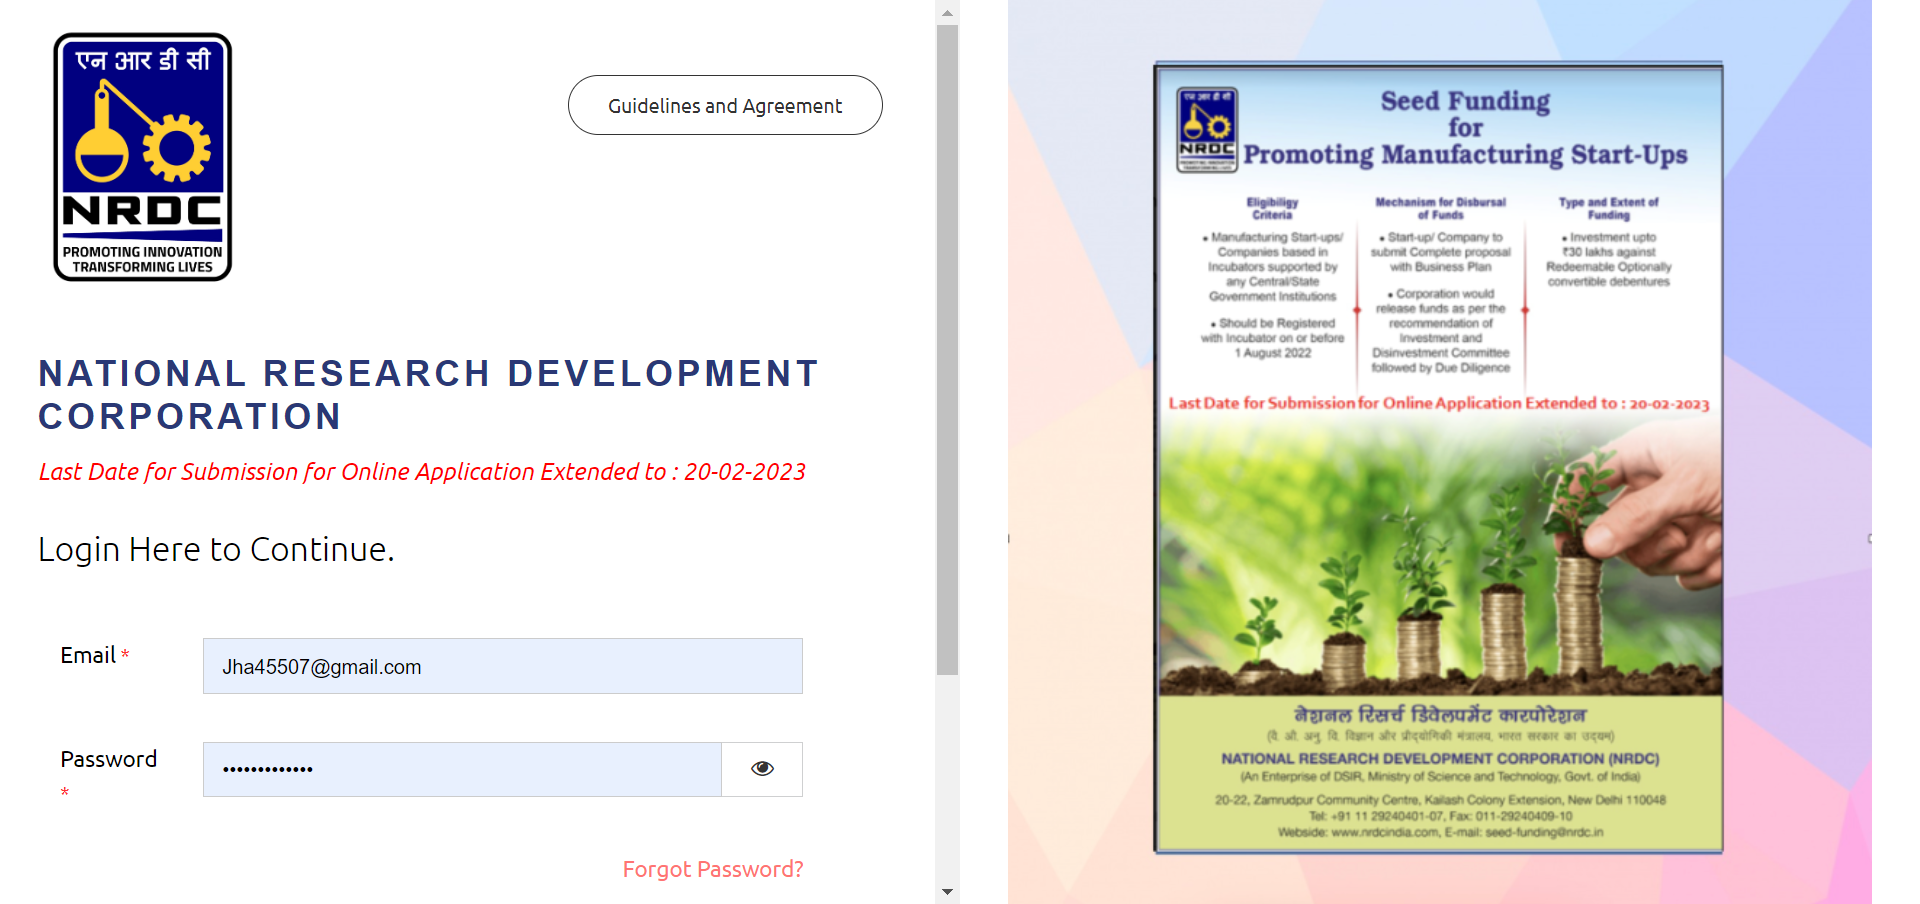 एन आर डी सी
NRDC
PROMOTING INNOVATION
TRANSFORMING LIVES
Guidelines and Agreement
NATIONAL RESEARCH DEVELOPMENT
CORPORATION
Last Date for Submission for Online Application Extended to : 20-02-2023
Login Here to Continue.
Email *
Jha45507@gmail.com
Password
*
•••••••••••••
Forgot Password?
एन आर डी सी
NRDC
PROMOTING INNOVATION
TRANSFORMING LIVES
Seed Funding
for
Promoting Manufacturing Start-Ups
Eligibiligy
Criteria
• Manufacturing Start-ups/
Companies based in
Incubators supported by
any Central/State
Government Institutions
• Should be Registered
with Incubator on or before
1 August 2022
Mechanism for Disbursal
of Funds
• Start-up/ Company to
submit Complete proposal
with Business Plan
• Corporation would
release funds as per the
recommendation of
Investment and
Disinvestment Committee
followed by Due Diligence
Type and Extent of
Funding
• Investment upto
₹30 lakhs against
Redeemable Optionally
convertible debentures
Last Date for Submission for Online Application Extended to : 20-02-2023
नेशनल रिसर्च डिवेलपमेंट कारपोरेशन
(वै. औ. अनु. वि. विज्ञान और प्रौद्योगिकी मंत्रालय, भारत सरकार का उद्यम)
NATIONAL RESEARCH DEVELOPMENT CORPORATION (NRDC)
(An Enterprise of DSIR, Ministry of Science and Technology, Govt. of India)
20-22, Zamrudpur Community Centre, Kailash Colony Extension, New Delhi 110048
Tel: +91 11 29240401-07, Fax: 011-29240409-10
Webside: www.nrdcindia.com, E-mail: seed-funding@nrdc.in